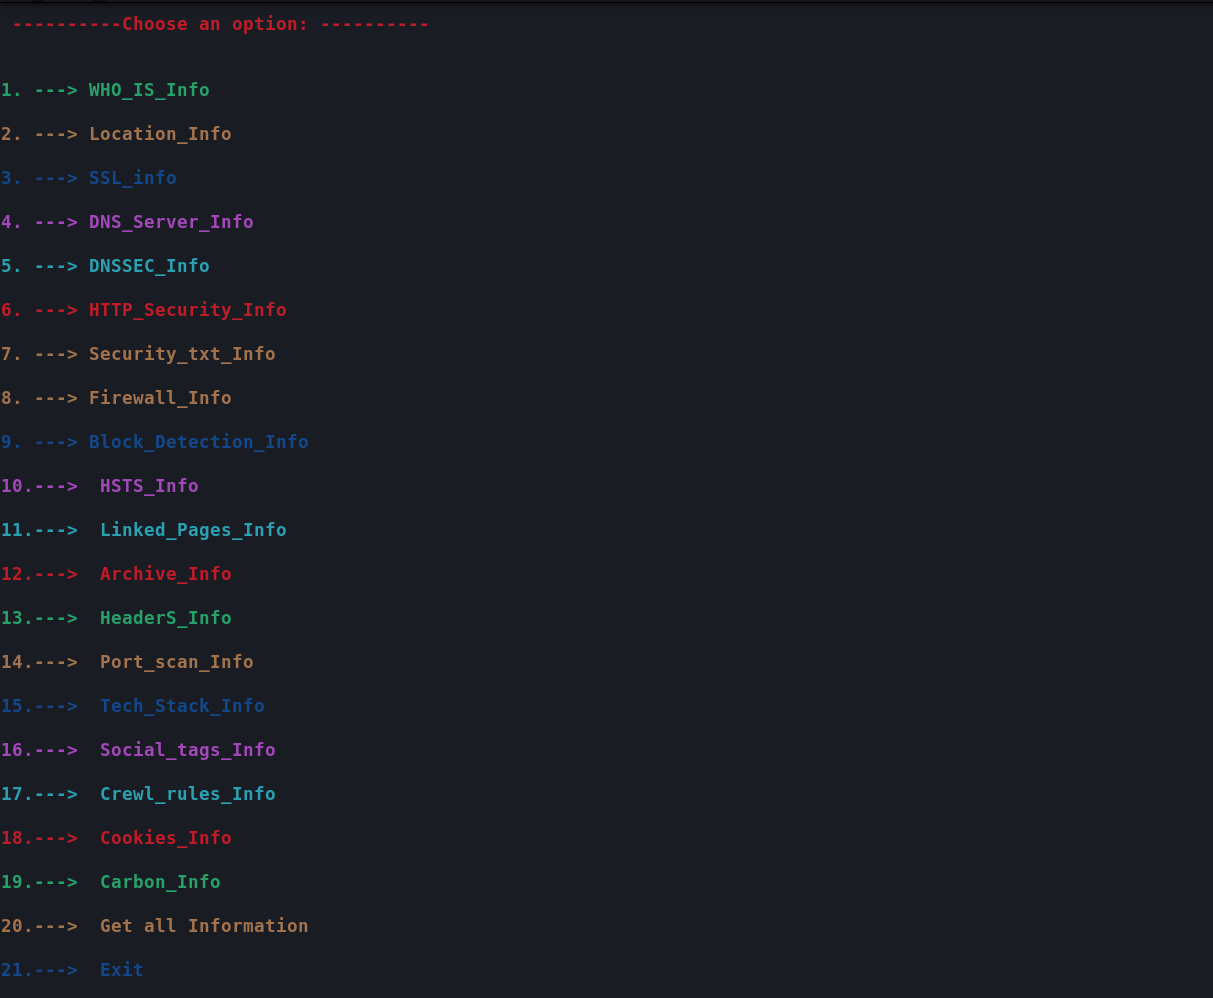 ----------Choose an option: ----------
1. ---> WHO_IS_Info
2. ---> Location_Info
3. ---> SSL_info
4. ---> DNS_Server_Info
5. ---> DNSSEC_Info
6. ---> HTTP_Security_Info
7. ---> Security_txt_Info
8. ---> Firewall_Info
9. ---> Block_Detection_Info
10.--->  HSTS_Info
11.--->  Linked_Pages_Info
12.--->  Archive_Info
13.--->  HeaderS_Info
14.--->  Port_scan_Info
15.--->  Tech_Stack_Info
16.--->  Social_tags_Info
17.--->  Crewl_rules_Info
18.--->  Cookies_Info
19.--->  Carbon_Info
20.--->  Get all Information
21.--->  Exit